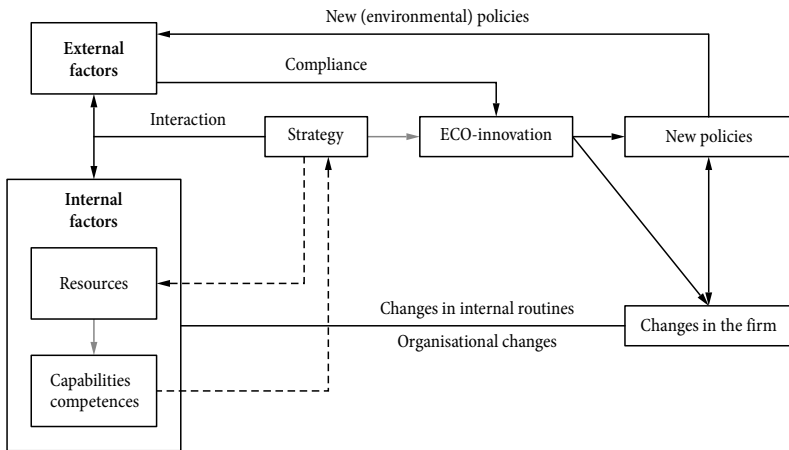 New (environmental) policies
External
factors
Compliance
Interaction
Strategy
ECO-innovation
New policies
Internal
factors
Resources
Changes in internal routines
Changes in the firm
Organisational changes
Capabilities
competences